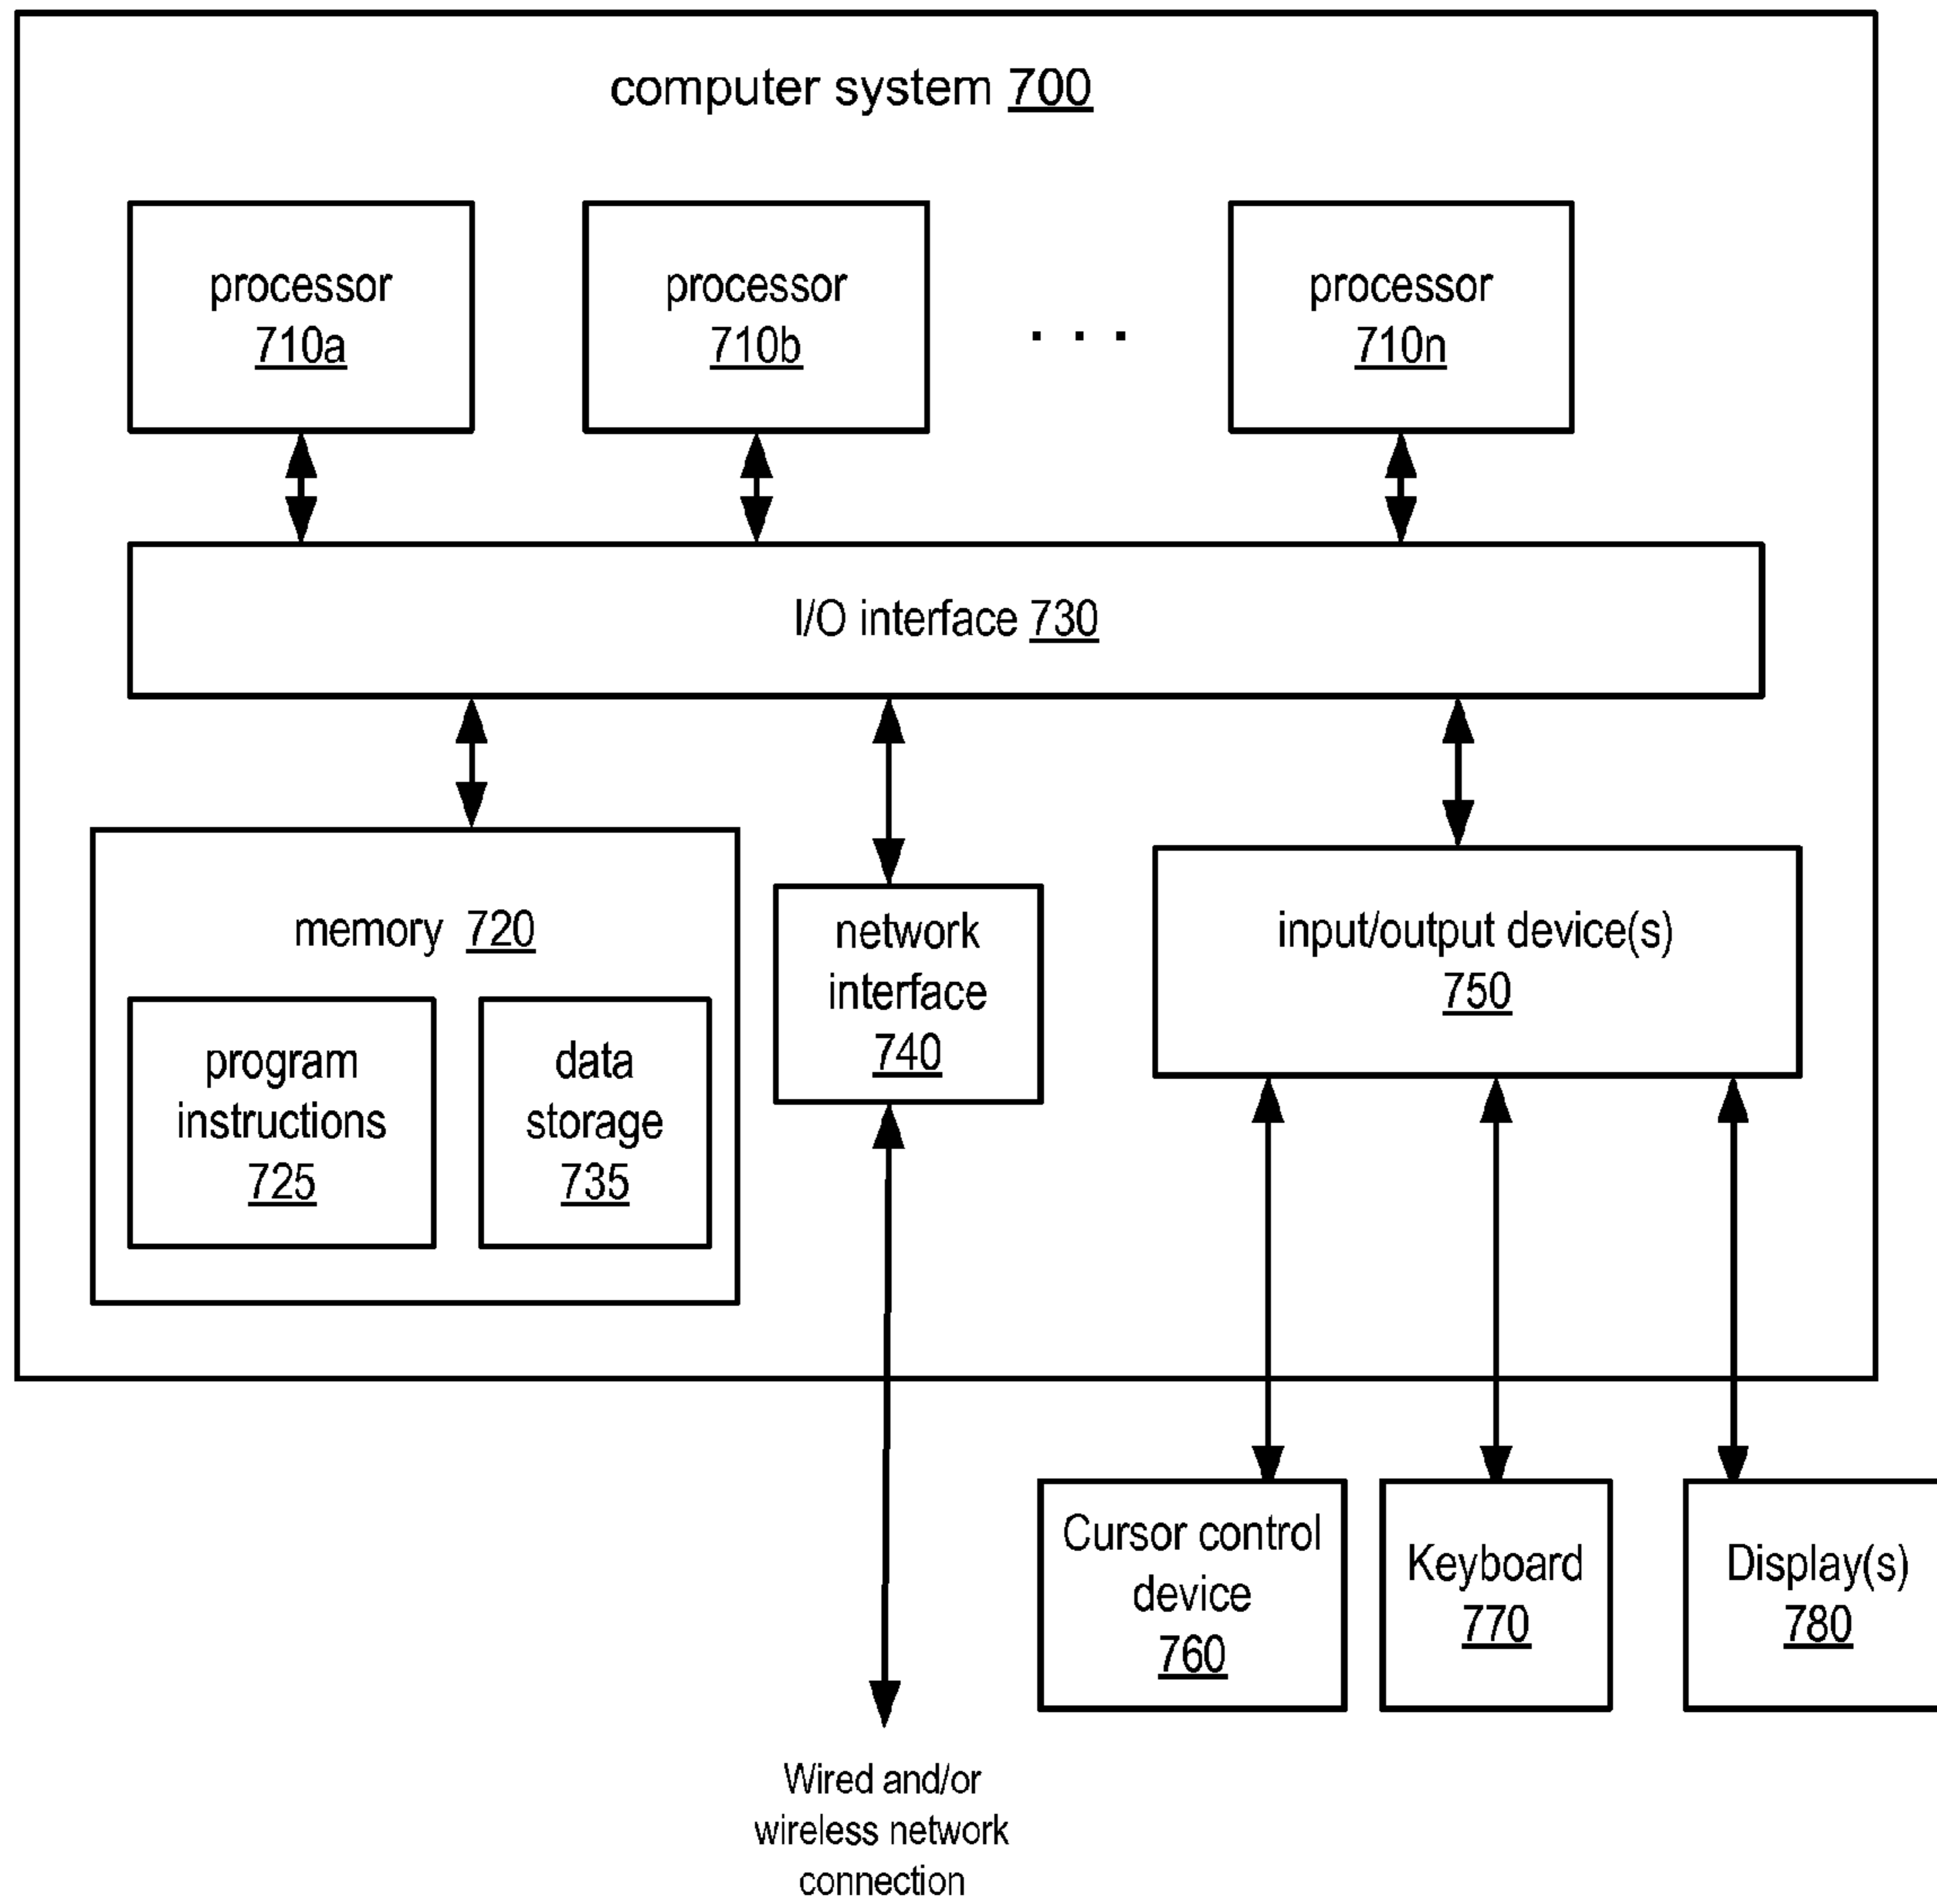 computer system 700
processor
710a
processor
710b
. . .
processor
710n
I/O interface 730
memory 720
program
instructions
725
data
storage
735
network
interface
740
input/output device(s)
750
Cursor control
device
760
Keyboard
770
Display(s)
780
Wired and/or
wireless network
connection